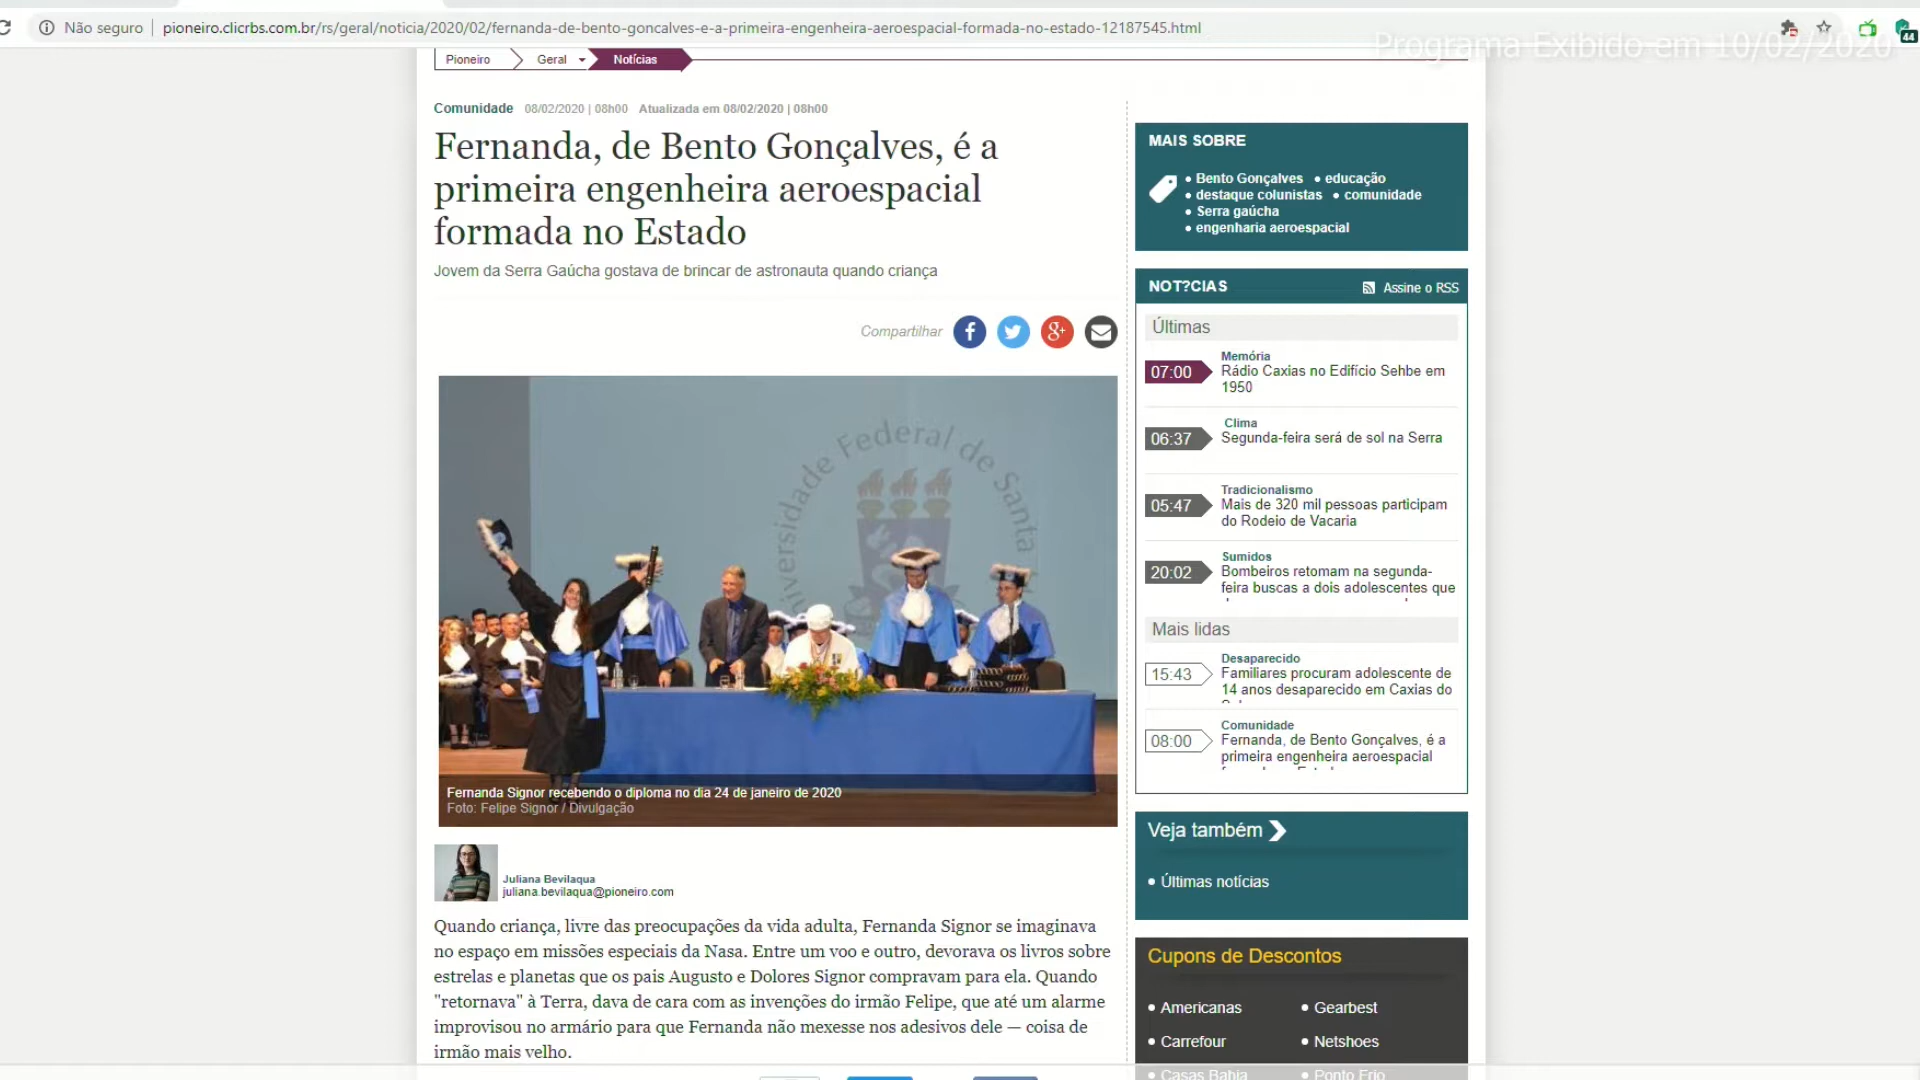 Não seguro
pioneiro.clicrbs.com.br/rs/geral/noticia/2020/02/fernanda-de-bento-goncalves-e-a-primeira-engenheira-aeroespacial-formada-no-estado-12187545.html
44
Programa Exibido em 10/02/2020
Pioneiro
Geral
Notícias
Comunidade 08/02/2020 | 08h00 Atualizada em 08/02/2020 | 08h00
Fernanda, de Bento Gonçalves, é a
primeira engenheira aeroespacial
formada no Estado
Jovem da Serra Gaúcha gostava de brincar de astronauta quando criança
Compartilhar
Universidade Federal de Santa
Fernanda Signor recebendo o diploma no dia 24 de janeiro de 2020
Foto: Felipe Signor / Divulgação
Juliana Bevilaqua
juliana.bevilaqua@pioneiro.com
Quando criança, livre das preocupações da vida adulta, Fernanda Signor se imaginava
no espaço em missões especiais da Nasa. Entre um voo e outro, devorava os livros sobre
estrelas e planetas que os pais Augusto e Dolores Signor compravam para ela. Quando
"retornava" à Terra, dava de cara com as invenções do irmão Felipe, que até um alarme
improvisou no armário para que Fernanda não mexesse nos adesivos dele — coisa de
irmão mais velho.
MAIS SOBRE
• Bento Gonçalves • educação
• destaque colunistas • comunidade
• Serra gaúcha
• engenharia aeroespacial
NOT?CIAS
Assine o RSS
Últimas
07:00
Memória
Rádio Caxias no Edifício Sehbe em
1950
06:37
Clima
Segunda-feira será de sol na Serra
05:47
Tradicionalismo
Mais de 320 mil pessoas participam
do Rodeio de Vacaria
20:02
Sumidos
Bombeiros retomam na segunda-
feira buscas a dois adolescentes que
Mais lidas
15:43
Desaparecido
Familiares procuram adolescente de
14 anos desaparecido em Caxias do
08:00
Comunidade
Fernanda, de Bento Gonçalves, é a
primeira engenheira aeroespacial
Veja também
• Últimas notícias
Cupons de Descontos
• Americanas • Gearbest
• Carrefour • Netshoes
• Casas Bahia • Ponto Frio